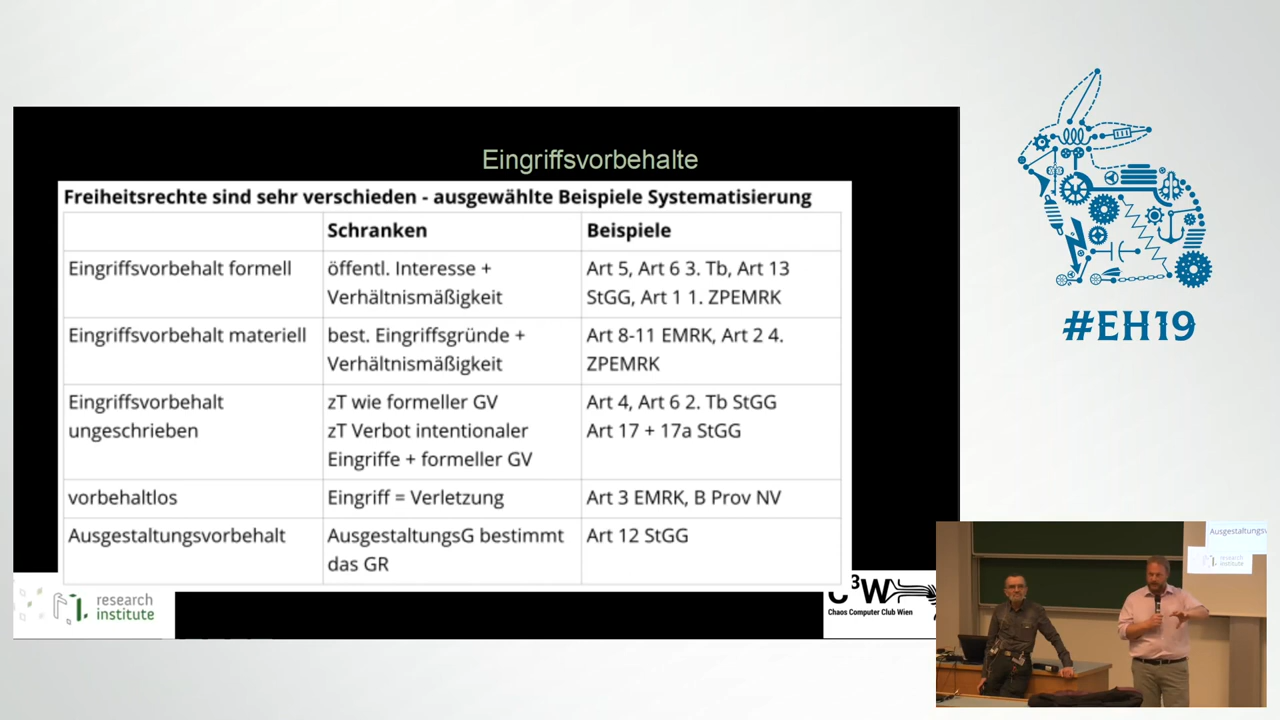 Eingriffsvorbehalte
Freiheitsrechte sind sehr verschieden - ausgewählte Beispiele Systematisierung
Schranken
Beispiele
Eingriffsvorbehalt formell
öffentl. Interesse +
Verhältnismäßigkeit
Art 5, Art 6 3. Tb, Art 13
StGG, Art 1 1. ZPEMRK
Eingriffsvorbehalt materiell
best. Eingriffsgründe +
Verhältnismäßigkeit
Art 8-11 EMRK, Art 2 4.
ZPEMRK
Eingriffsvorbehalt
ungeschrieben
zT wie formeller GV
zT Verbot intentionaler
Eingriffe + formeller GV
Art 4, Art 6 2. Tb StGG
Art 17 + 17a StGG
vorbehaltlos
Eingriff = Verletzung
Art 3 EMRK, B Prov NV
Ausgestaltungsvorbehalt
AusgestaltungsG bestimmt
das GR
Art 12 StGG
research
institute
C³W
Chaos Computer Club Wien
#EH19
Ausgestaltungsv
research
institute